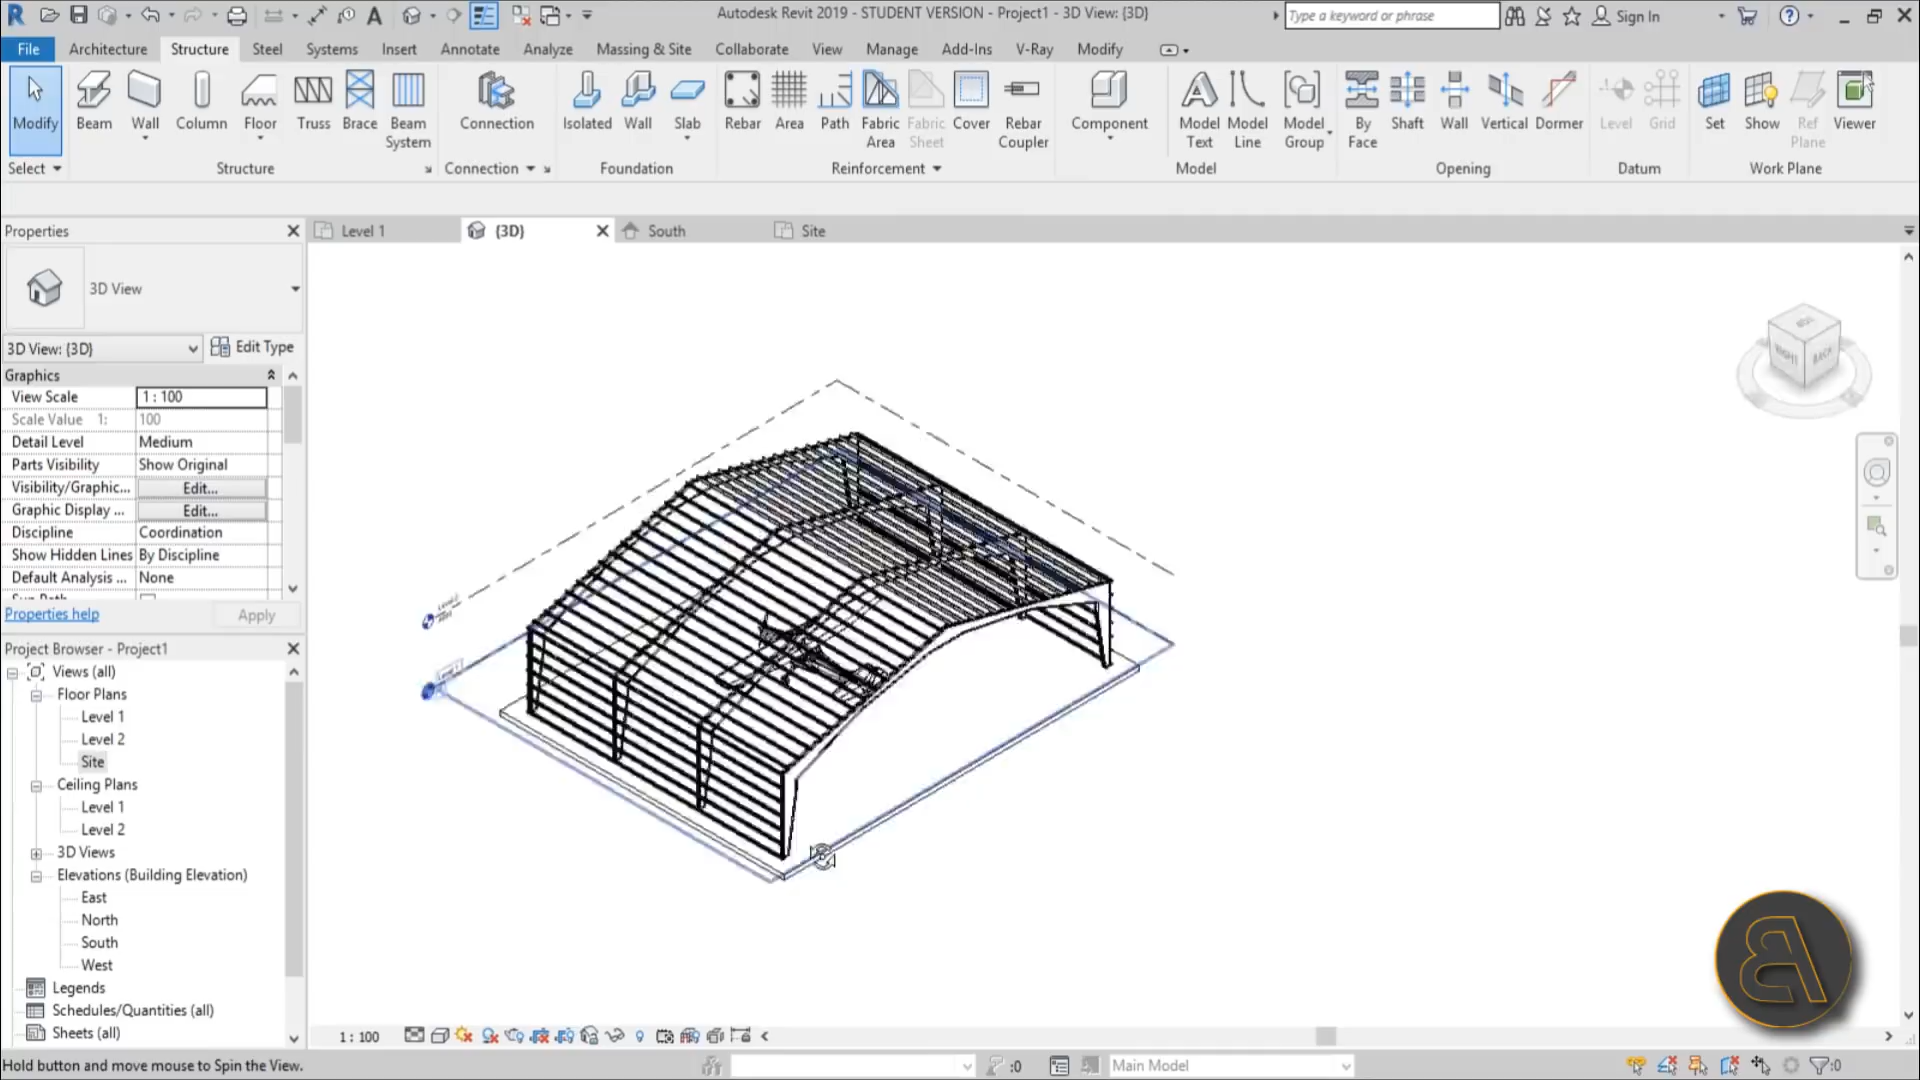 Autodesk Revit 2019 - STUDENT VERSION - Project1 - 3D View: {3D}
Type a keyword or phrase
Sign In
File Architecture Structure Steel Systems Insert Annotate Analyze Massing & Site Collaborate View Manage Add-Ins V-Ray Modify
Modify Beam Wall Column Floor Truss Brace Beam System Connection Isolated Wall Slab Rebar Area Path Fabric Area Fabric Sheet Cover Rebar Coupler Component Model Text Model Line Model Group By Face Shaft Wall Vertical Dormer Level Grid Set Show Ref Plane Viewer
Select Structure Connection Foundation Reinforcement Model Opening Datum Work Plane
Properties
Level 1 {3D} South Site
3D View
3D View: {3D} Edit Type
Graphics
View Scale 1 : 100
Scale Value 1: 100
Detail Level Medium
Parts Visibility Show Original
Visibility/Graphic... Edit...
Graphic Display ... Edit...
Discipline Coordination
Show Hidden Lines By Discipline
Default Analysis ... None
Properties help Apply
Project Browser - Project1
Views (all)
Floor Plans
Level 1
Level 2
Site
Ceiling Plans
Level 1
Level 2
3D Views
Elevations (Building Elevation)
East
North
South
West
Legends
Schedules/Quantities (all)
Sheets (all)
RIGHT BACK
1 : 100
Hold button and move mouse to Spin the View.
:0
Main Model
:0